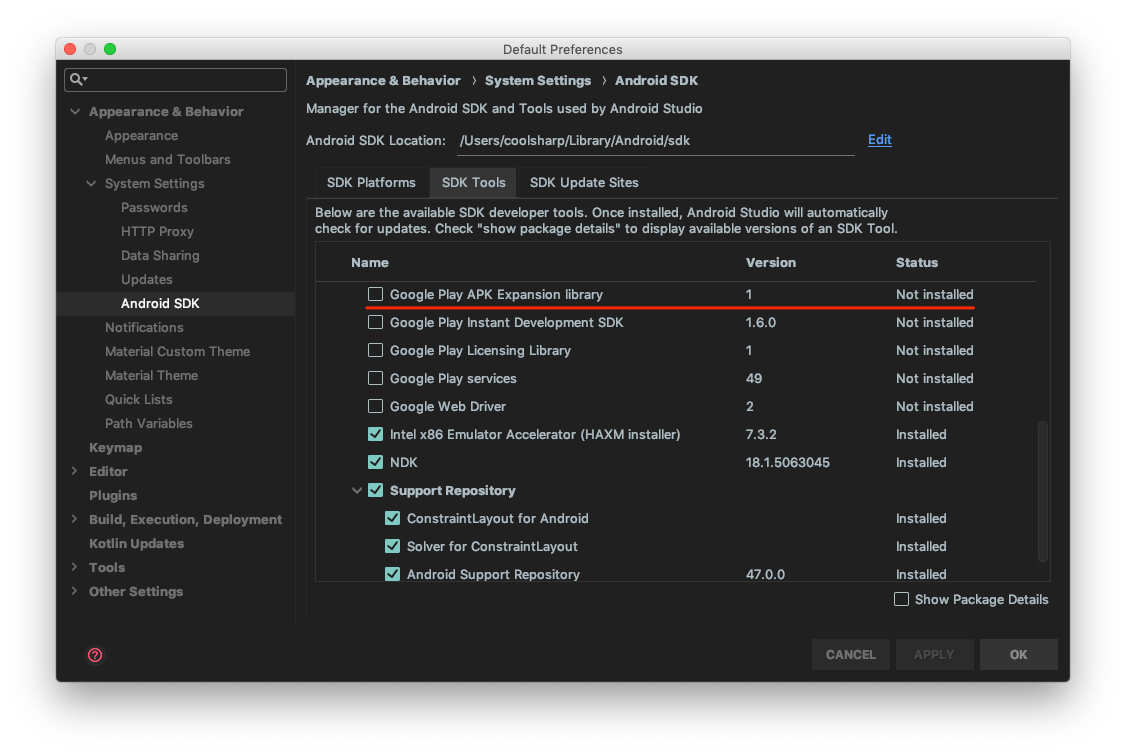 Default Preferences
Appearance & Behavior
Appearance
Menus and Toolbars
System Settings
Passwords
HTTP Proxy
Data Sharing
Updates
Android SDK
Notifications
Material Custom Theme
Material Theme
Quick Lists
Path Variables
Keymap
Editor
Plugins
Build, Execution, Deployment
Kotlin Updates
Tools
Other Settings
Appearance & Behavior › System Settings › Android SDK
Manager for the Android SDK and Tools used by Android Studio
Android SDK Location: /Users/coolsharp/Library/Android/sdk Edit
SDK Platforms SDK Tools SDK Update Sites
Below are the available SDK developer tools. Once installed, Android Studio will automatically
check for updates. Check "show package details" to display available versions of an SDK Tool.
Name Version Status
Google Play APK Expansion library 1 Not installed
Google Play Instant Development SDK 1.6.0 Not installed
Google Play Licensing Library 1 Not installed
Google Play services 49 Not installed
Google Web Driver 2 Not installed
Intel x86 Emulator Accelerator (HAXM installer) 7.3.2 Installed
NDK 18.1.5063045 Installed
Support Repository
ConstraintLayout for Android Installed
Solver for ConstraintLayout Installed
Android Support Repository 47.0.0 Installed
Show Package Details
? CANCEL APPLY OK